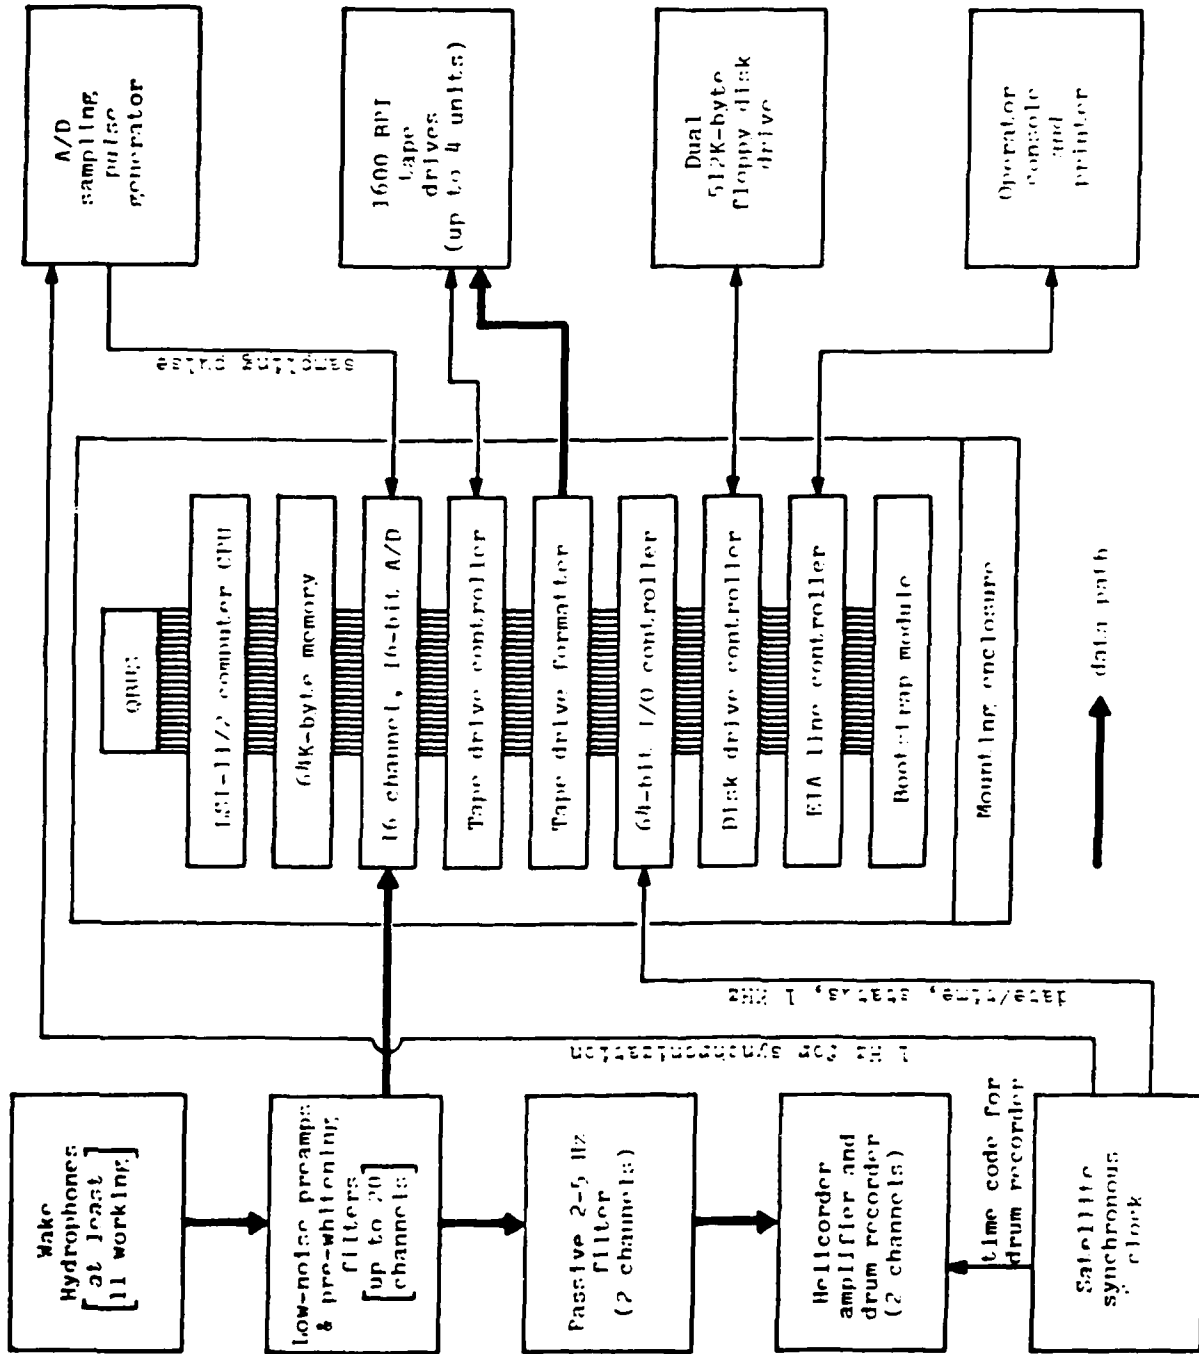 Wake
Hydrophones
[at least
11 working]
Low-noise preamps
& pre-whitening
filters
[up to 20
channels]
Passive 2-5 Hz
filter
(2 channels)
Helicorder
amplifier and
drum recorder
(2 channels)
time code for
drum recorder
Satellite
synchronous
clock
1 Hz for synchronization
date/time, status, 1 KHz
QBUS
LSI-11/2 computer CPU
64K-byte memory
16 channel, 16-bit A/D
Tape drive controller
Tape drive formatter
64-bit I/O controller
Disk drive controller
EIA line controller
Bootstrap module
Mounting enclosure
data path
sampling pulse
A/D
sampling
pulse
generator
1600 BPI
tape
drives
(up to 4 units)
Dual
512K-byte
floppy disk
drive
Operator
console
and
printer